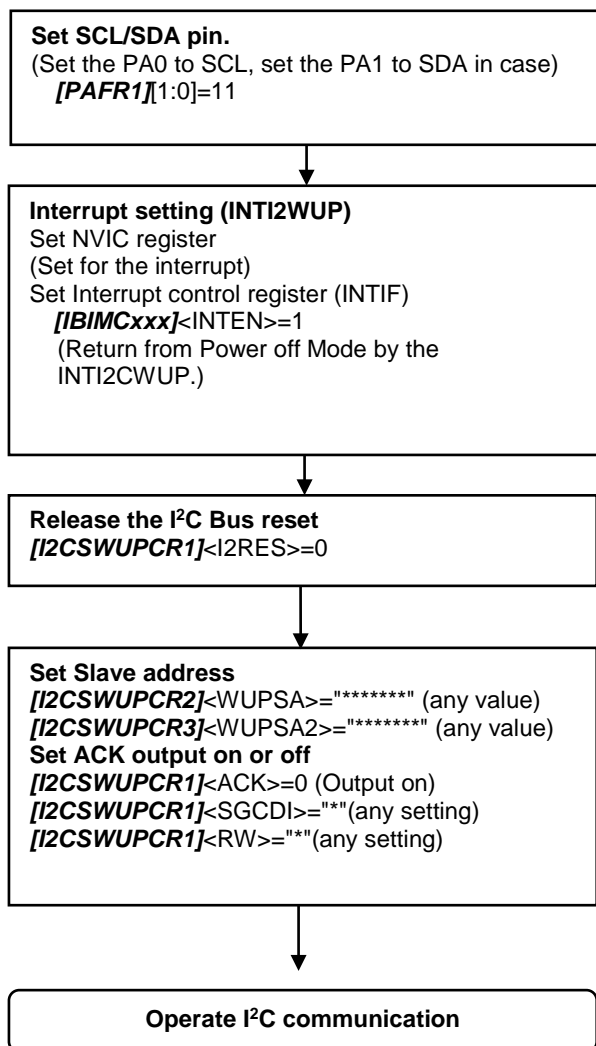 Set SCL/SDA pin.
(Set the PA0 to SCL, set the PA1 to SDA in case)
[PAFR1][1:0]=11
Interrupt setting (INTI2WUP)
Set NVIC register
(Set for the interrupt)
Set Interrupt control register (INTIF)
[IBIMCxxx]<INTEN>=1
(Return from Power off Mode by the
INTI2CWUP.)
Release the I²C Bus reset
[I2CSWUPCR1]<I2RES>=0
Set Slave address
[I2CSWUPCR2]<WUPSA>="*******" (any value)
[I2CSWUPCR3]<WUPSA2>="*******" (any value)
Set ACK output on or off
[I2CSWUPCR1]<ACK>=0 (Output on)
[I2CSWUPCR1]<SGCDI>="*"(any setting)
[I2CSWUPCR1]<RW>="*"(any setting)
Operate I²C communication